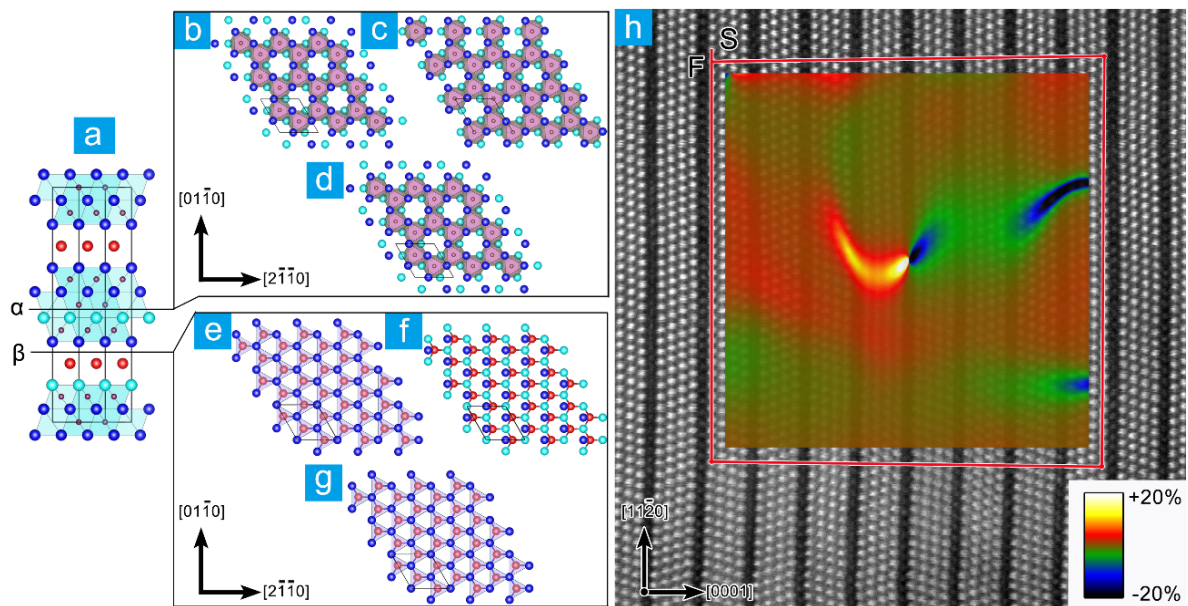 a
α
β
b
c
d
[011̅0]
[21̅1̅0]
e
f
g
[011̅0]
[21̅1̅0]
h
S
F
[112̅0]
[0001]
+20%
-20%